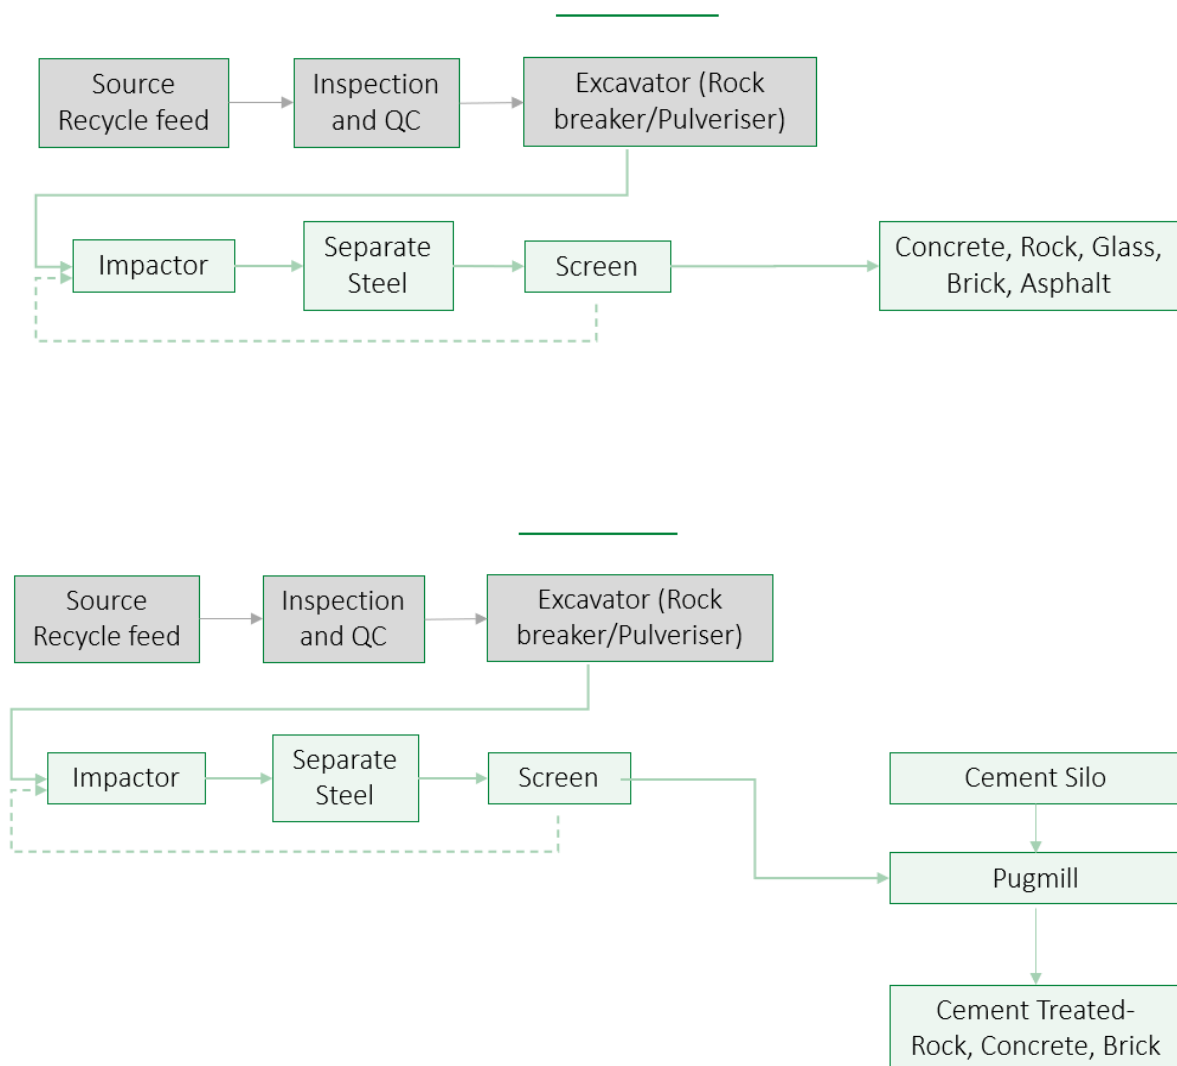 Source
Recycle feed
Inspection
and QC
Excavator (Rock
breaker/Pulveriser)
Impactor
Separate
Steel
Screen
Concrete, Rock, Glass,
Brick, Asphalt
Source
Recycle feed
Inspection
and QC
Excavator (Rock
breaker/Pulveriser)
Impactor
Separate
Steel
Screen
Cement Silo
Pugmill
Cement Treated-
Rock, Concrete, Brick